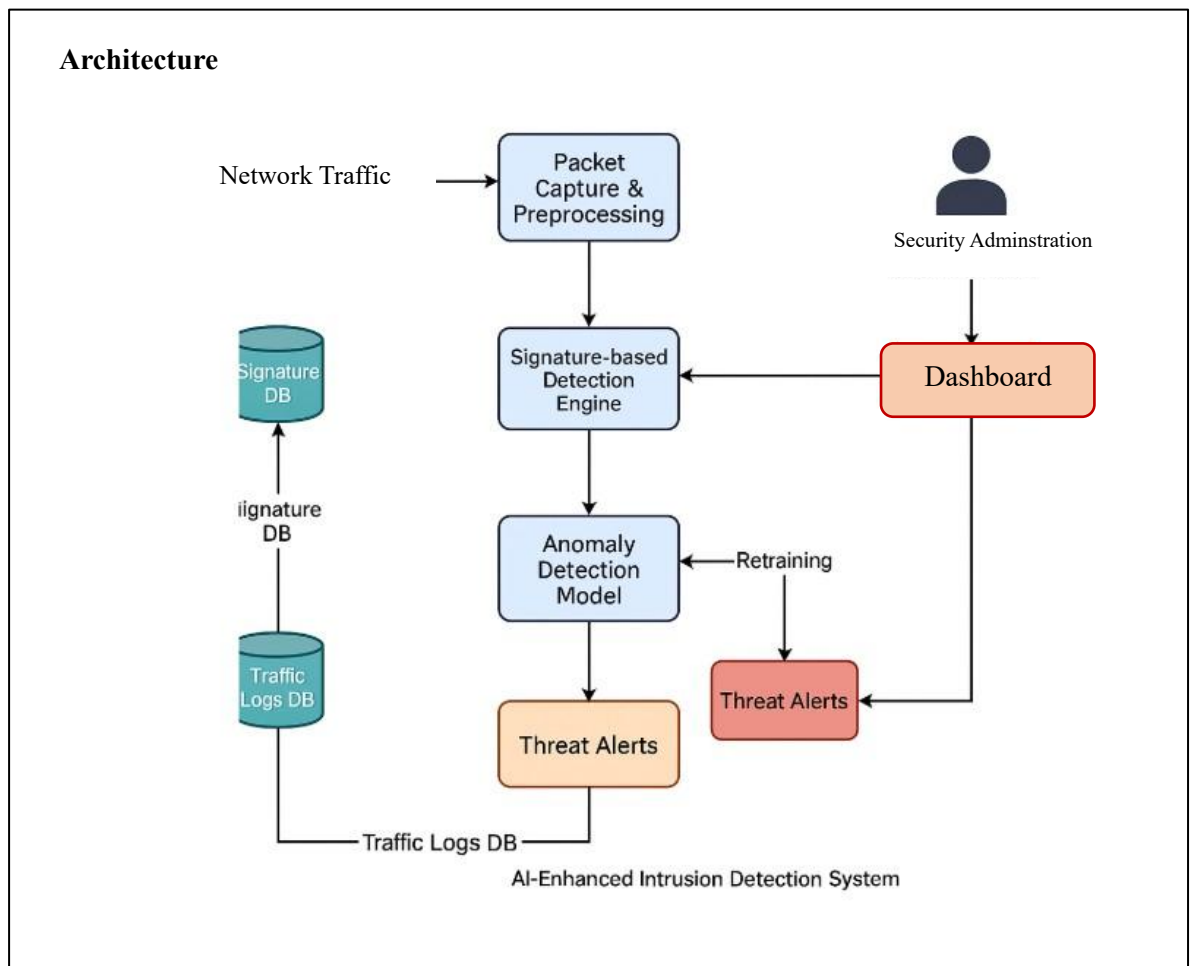 Architecture
Network Traffic
Packet
Capture &
Preprocessing
Security Adminstration
Signature
DB
Signature-based
Detection
Engine
Dashboard
iignature
DB
Anomaly
Detection
Model
Retraining
Traffic
Logs DB
Threat Alerts
Threat Alerts
Traffic Logs DB
AI-Enhanced Intrusion Detection System